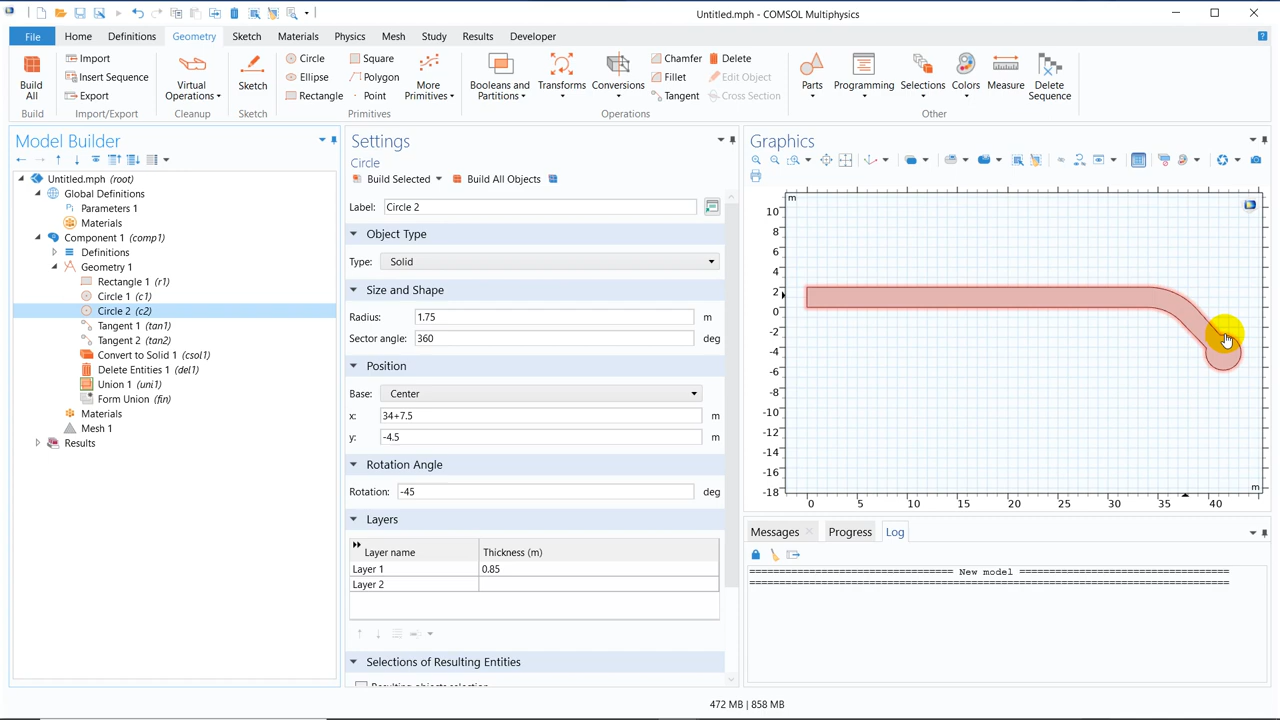 Untitled.mph - COMSOL Multiphysics
File Home Definitions Geometry Sketch Materials Physics Mesh Study Results Developer
Build All
Build
Import
Insert Sequence
Export
Import/Export
Virtual Operations
Cleanup
Sketch
Sketch
Circle
Ellipse
Rectangle
Square
Polygon
Point
More Primitives
Primitives
Booleans and Partitions
Transforms
Conversions
Chamfer
Fillet
Tangent
Delete
Edit Object
Cross Section
Operations
Parts
Programming
Selections
Colors
Measure
Delete Sequence
Other
Model Builder
Untitled.mph (root)
Global Definitions
Pi Parameters 1
Materials
Component 1 (comp1)
Definitions
Geometry 1
Rectangle 1 (r1)
Circle 1 (c1)
Circle 2 (c2)
Tangent 1 (tan1)
Tangent 2 (tan2)
Convert to Solid 1 (csol1)
Delete Entities 1 (del1)
Union 1 (uni1)
Form Union (fin)
Materials
Mesh 1
Results
Settings
Circle
Build Selected Build All Objects
Label: Circle 2
Object Type
Type: Solid
Size and Shape
Radius: 1.75 m
Sector angle: 360 deg
Position
Base: Center
x: 34+7.5 m
y: -4.5 m
Rotation Angle
Rotation: -45 deg
Layers
Layer name Thickness (m)
Layer 1 0.85
Layer 2
Selections of Resulting Entities
Graphics
m
10
8
6
4
2
0
-2
-4
-6
-8
-10
-12
-14
-16
-18
m
0 5 10 15 20 25 30 35 40
Messages Progress Log
================================== New model ===================================
================================================================================
472 MB | 858 MB